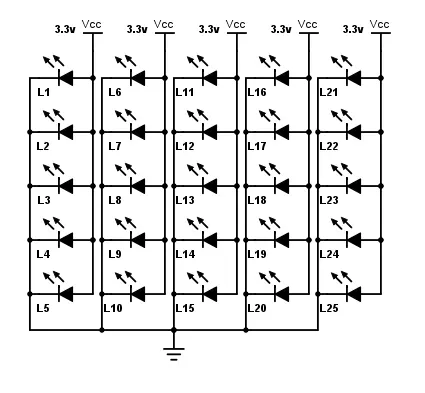 3.3v Vcc 3.3v Vcc 3.3v Vcc 3.3v Vcc 3.3v Vcc
L1 L6 L11 L16 L21
L2 L7 L12 L17 L22
L3 L8 L13 L18 L23
L4 L9 L14 L19 L24
L5 L10 L15 L20 L25